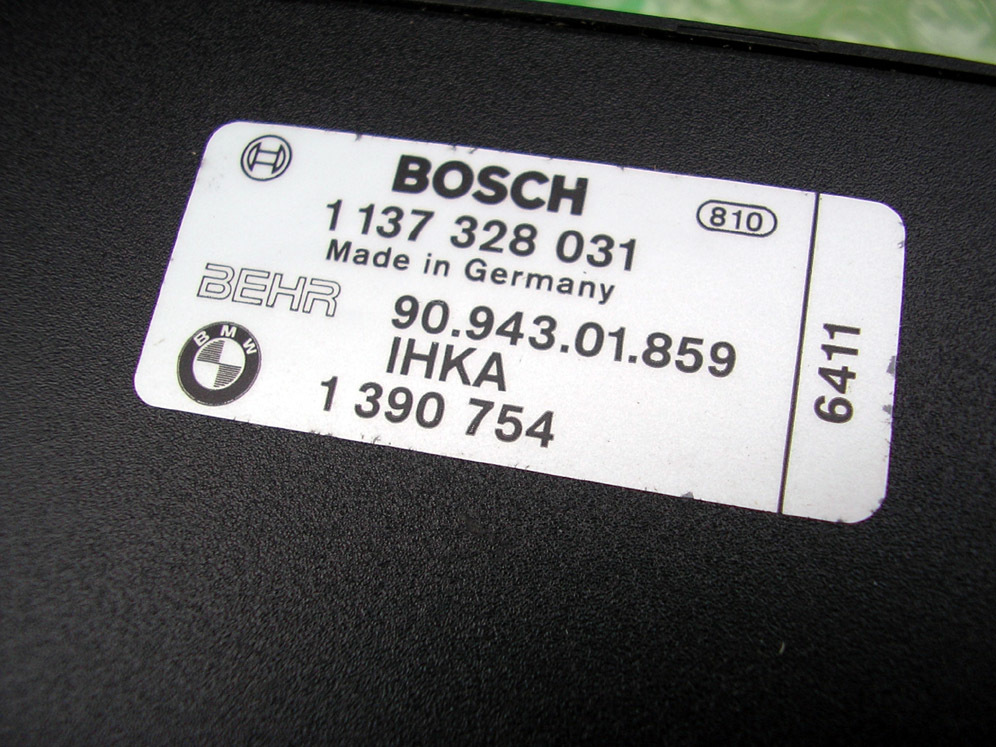 BOSCH
1 137 328 031
810
Made in Germany
BEHR
90.943.01.859
BMW
IHKA
1 390 754
6411